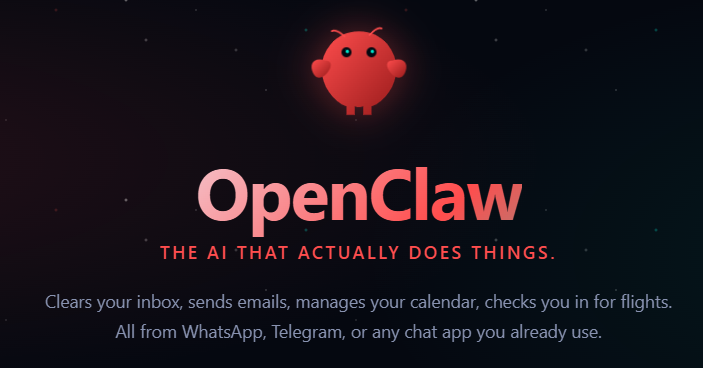 OpenClaw
THE AI THAT ACTUALLY DOES THINGS.
Clears your inbox, sends emails, manages your calendar, checks you in for flights.
All from WhatsApp, Telegram, or any chat app you already use.